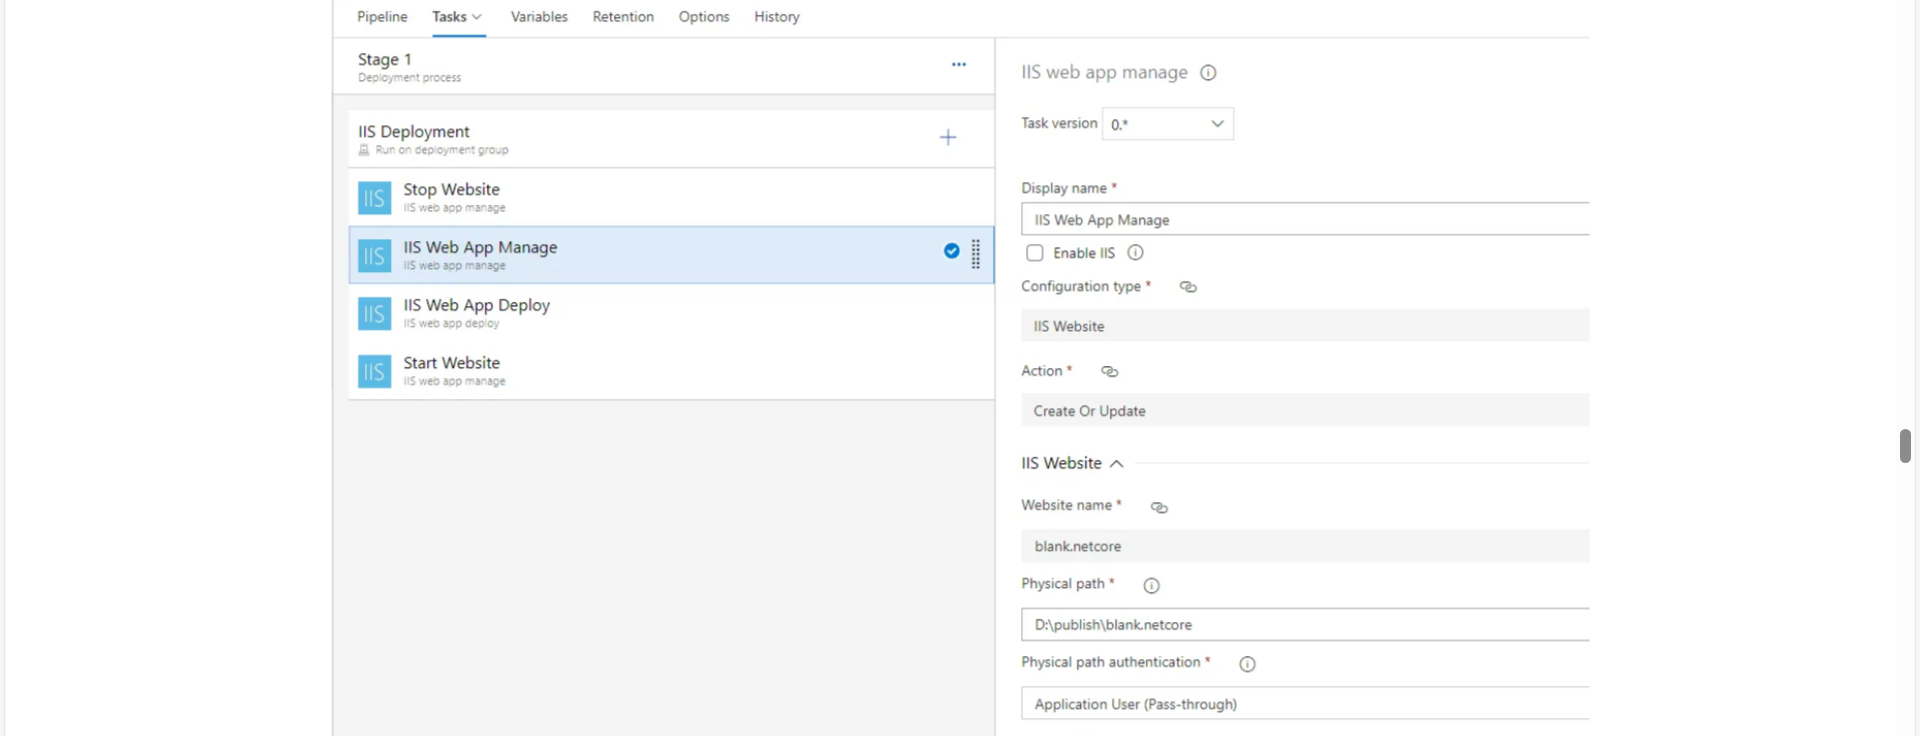 Pipeline Tasks Variables Retention Options History
Stage 1
Deployment process
IIS Deployment
Run on deployment group
IIS
Stop Website
IIS web app manage
IIS
IIS Web App Manage
IIS web app manage
IIS
IIS Web App Deploy
IIS web app deploy
IIS
Start Website
IIS web app manage
IIS web app manage
Task version 0.*
Display name *
IIS Web App Manage
Enable IIS
Configuration type *
IIS Website
Action *
Create Or Update
IIS Website
Website name *
blank.netcore
Physical path *
D:\publish\blank.netcore
Physical path authentication *
Application User (Pass-through)